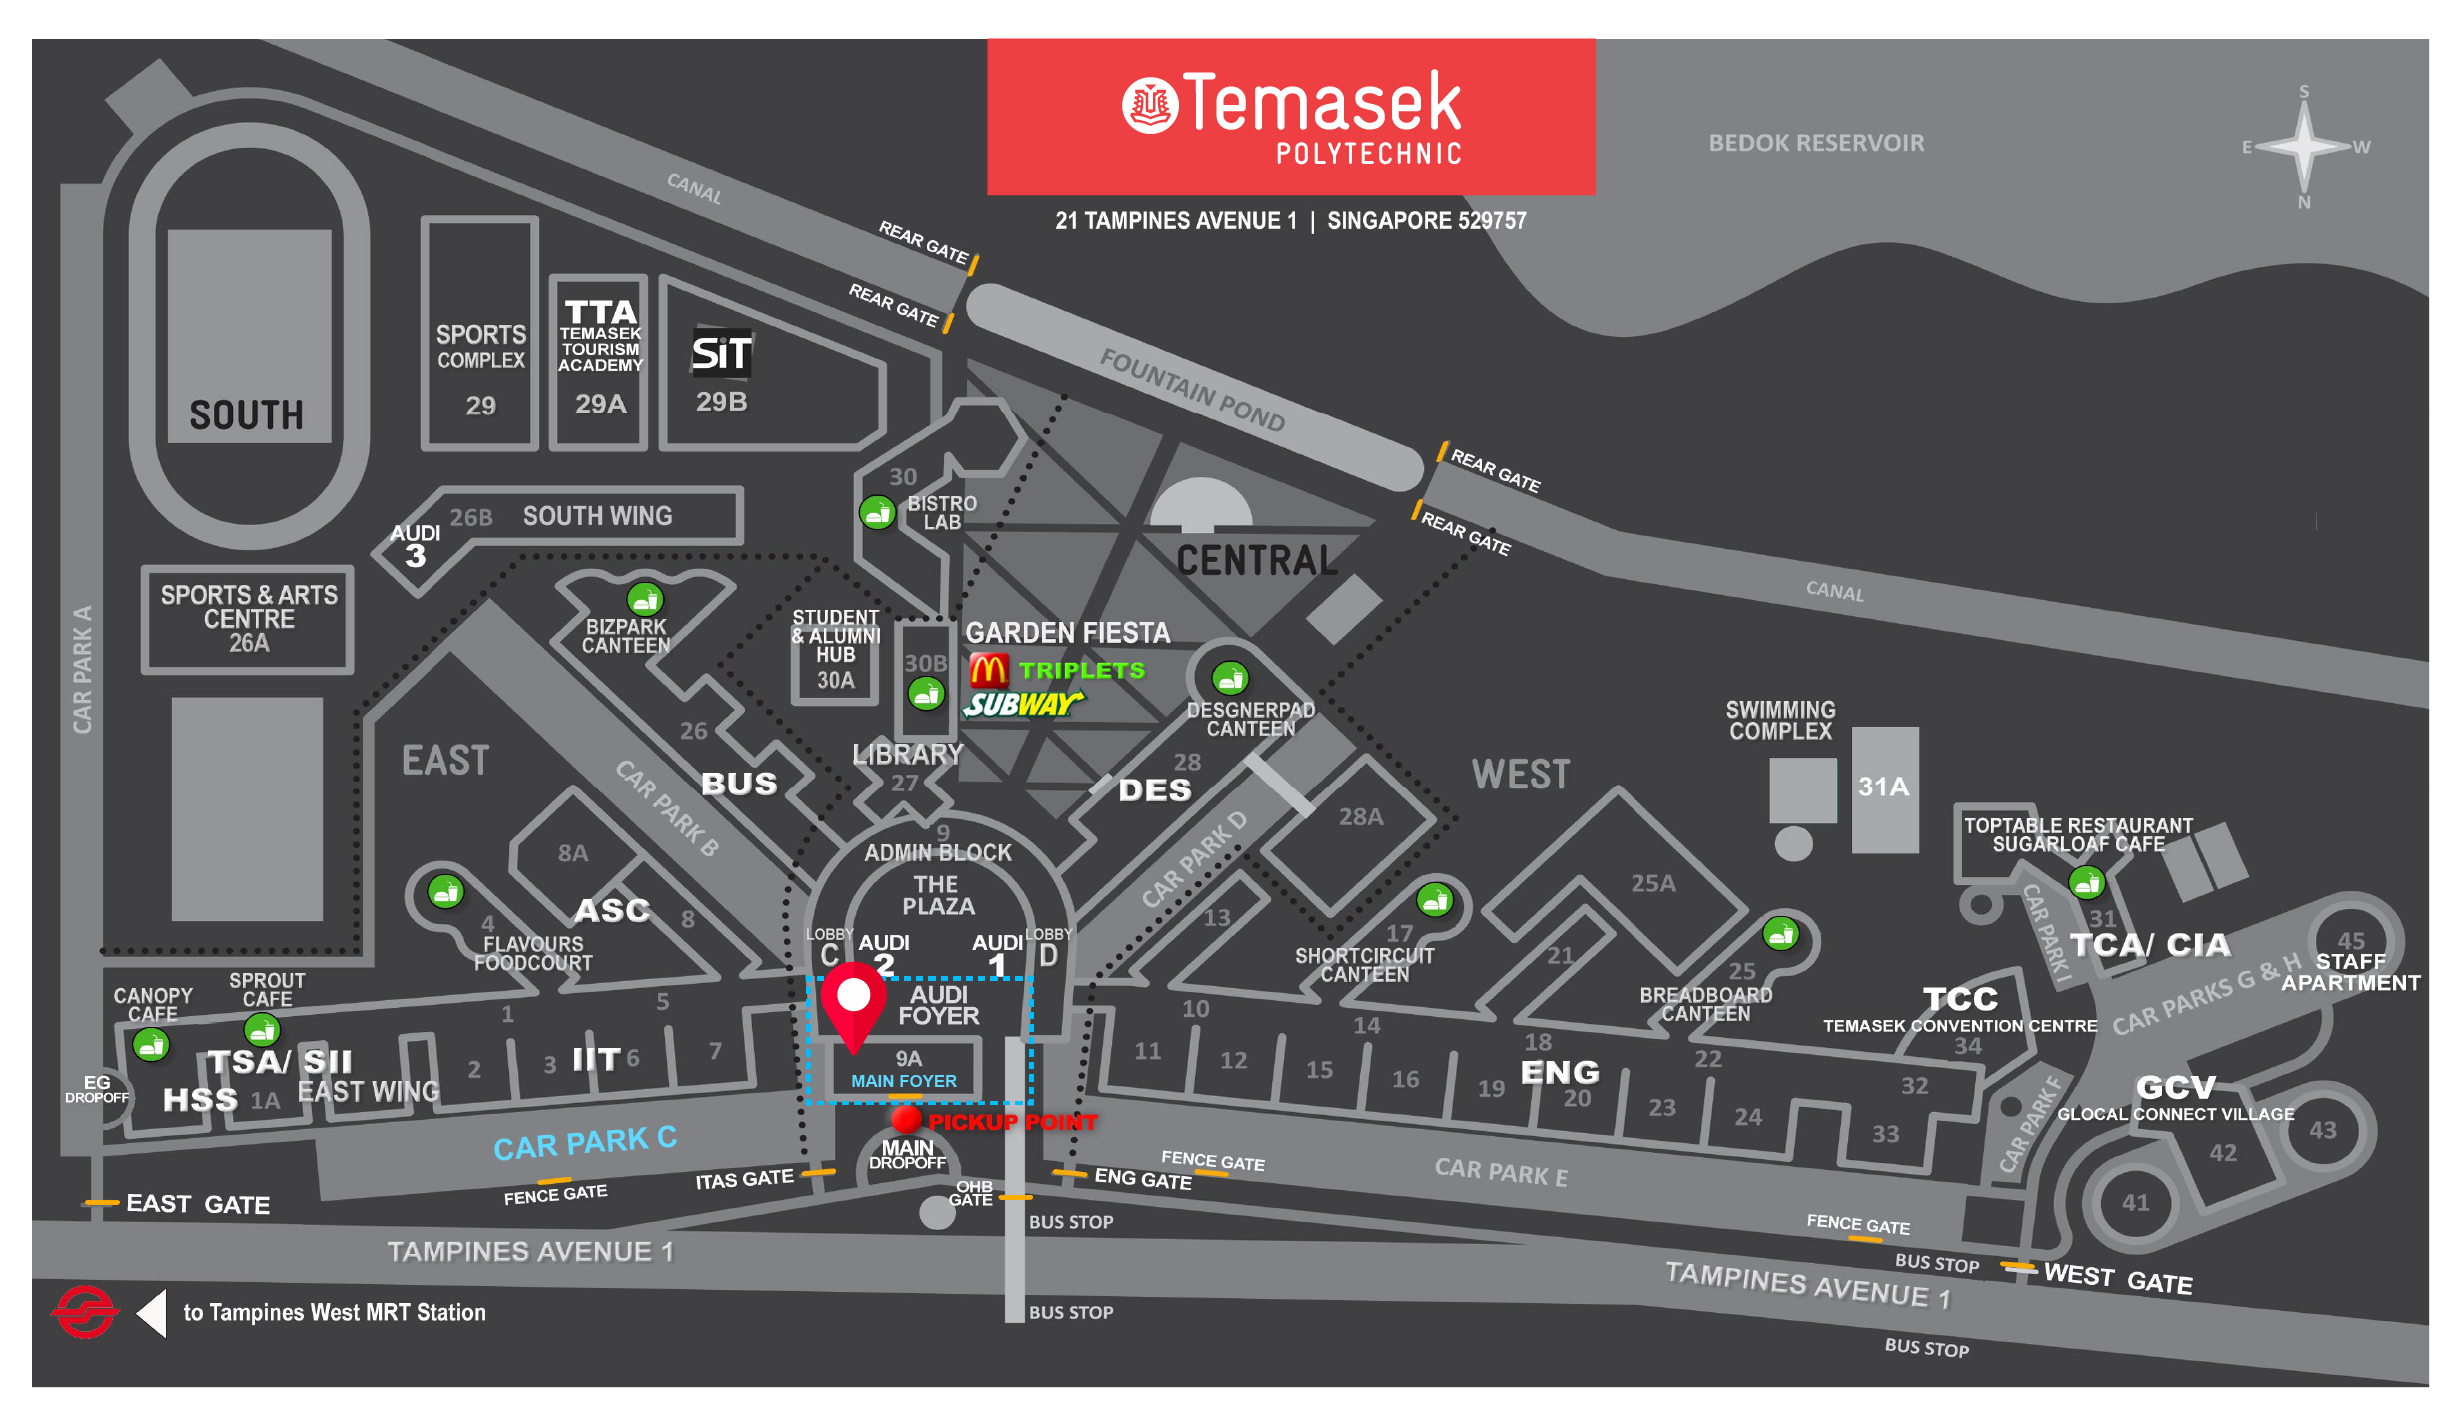 Temasek
POLYTECHNIC
21 TAMPINES AVENUE 1 | SINGAPORE 529757
BEDOK RESERVOIR
S
E
W
N
CANAL
REAR GATE
REAR GATE
FOUNTAIN POND
REAR GATE
REAR GATE
CANAL
SOUTH
SPORTS
COMPLEX
29
TTA
TEMASEK
TOURISM
ACADEMY
29A
SiT
29B
30
BISTRO
LAB
AUDI
3
26B
SOUTH WING
CENTRAL
SPORTS & ARTS
CENTRE
26A
CAR PARK A
BIZPARK
CANTEEN
STUDENT
& ALUMNI
HUB
30A
30B
GARDEN FIESTA
TRIPLETS
SUBWAY
DESGNERPAD
CANTEEN
26
BUS
LIBRARY
27
28
DES
EAST
CAR PARK B
WEST
SWIMMING
COMPLEX
31A
8A
ASC
8
4
FLAVOURS
FOODCOURT
9
ADMIN BLOCK
THE
PLAZA
LOBBY
C
AUDI
2
AUDI
1
LOBBY
D
CAR PARK D
28A
13
17
SHORTCIRCUIT
CANTEEN
25A
21
25
BREADBOARD
CANTEEN
TOPTABLE RESTAURANT
SUGARLOAF CAFE
CAR PARK I
31
TCA/ CIA
45
STAFF
APARTMENT
CAR PARKS G & H
TCC
TEMASEK CONVENTION CENTRE
34
CANOPY
CAFE
SPROUT
CAFE
1
5
TSA/ SII
HSS
1A
EAST WING
EG
DROPOFF
2
3
IIT
6
7
AUDI
FOYER
9A
MAIN FOYER
PICKUP POINT
MAIN
DROPOFF
10
11
12
14
15
16
18
ENG
19
20
22
23
24
32
33
CAR PARK F
GCV
GLOCAL CONNECT VILLAGE
41
42
43
CAR PARK C
ITAS GATE
FENCE GATE
EAST GATE
OHB
GATE
ENG GATE
FENCE GATE
CAR PARK E
FENCE GATE
BUS STOP
BUS STOP
WEST GATE
TAMPINES AVENUE 1
TAMPINES AVENUE 1
to Tampines West MRT Station
BUS STOP
BUS STOP